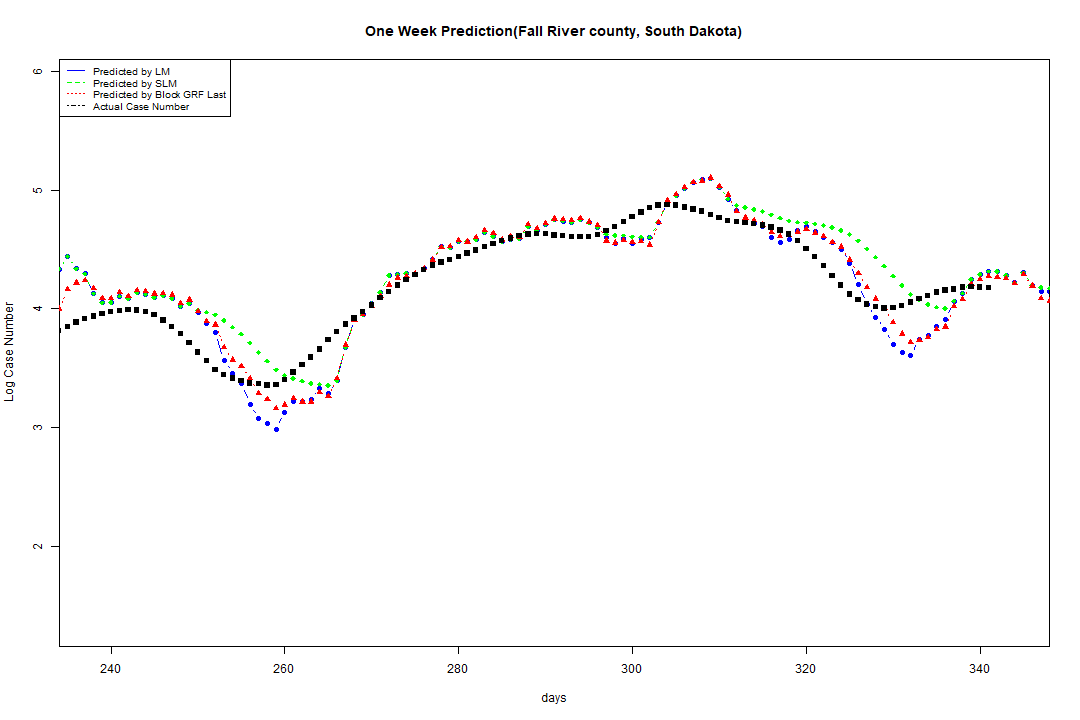 One Week Prediction(Fall River county, South Dakota)
Predicted by LM
Predicted by SLM
Predicted by Block GRF Last
Actual Case Number
6
5
4
3
2
Log Case Number
240 260 280 300 320 340
days